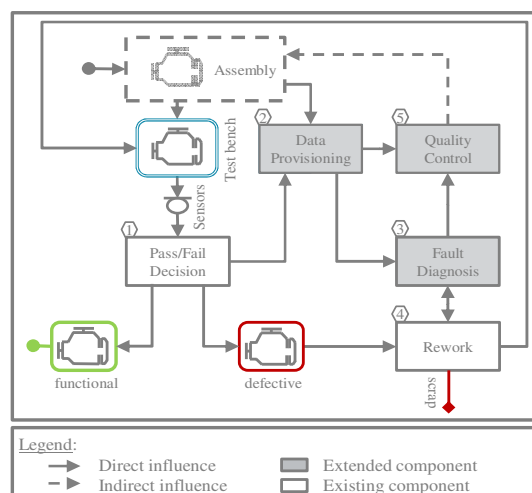 Assembly
Test bench
2
Data
Provisioning
5
Quality
Control
Sensors
1
Pass/Fail
Decision
3
Fault
Diagnosis
4
Rework
functional
defective
scrap
Legend:
Direct influence
Extended component
Indirect influence
Existing component